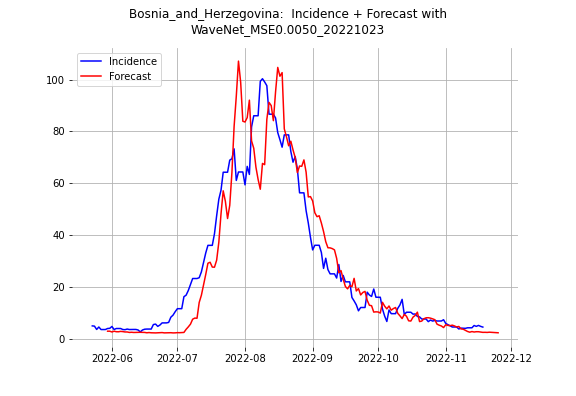 Bosnia_and_Herzegovina:  Incidence + Forecast with
WaveNet_MSE0.0050_20221023
Incidence
Forecast
100
80
60
40
20
0
2022-06 2022-07 2022-08 2022-09 2022-10 2022-11 2022-12